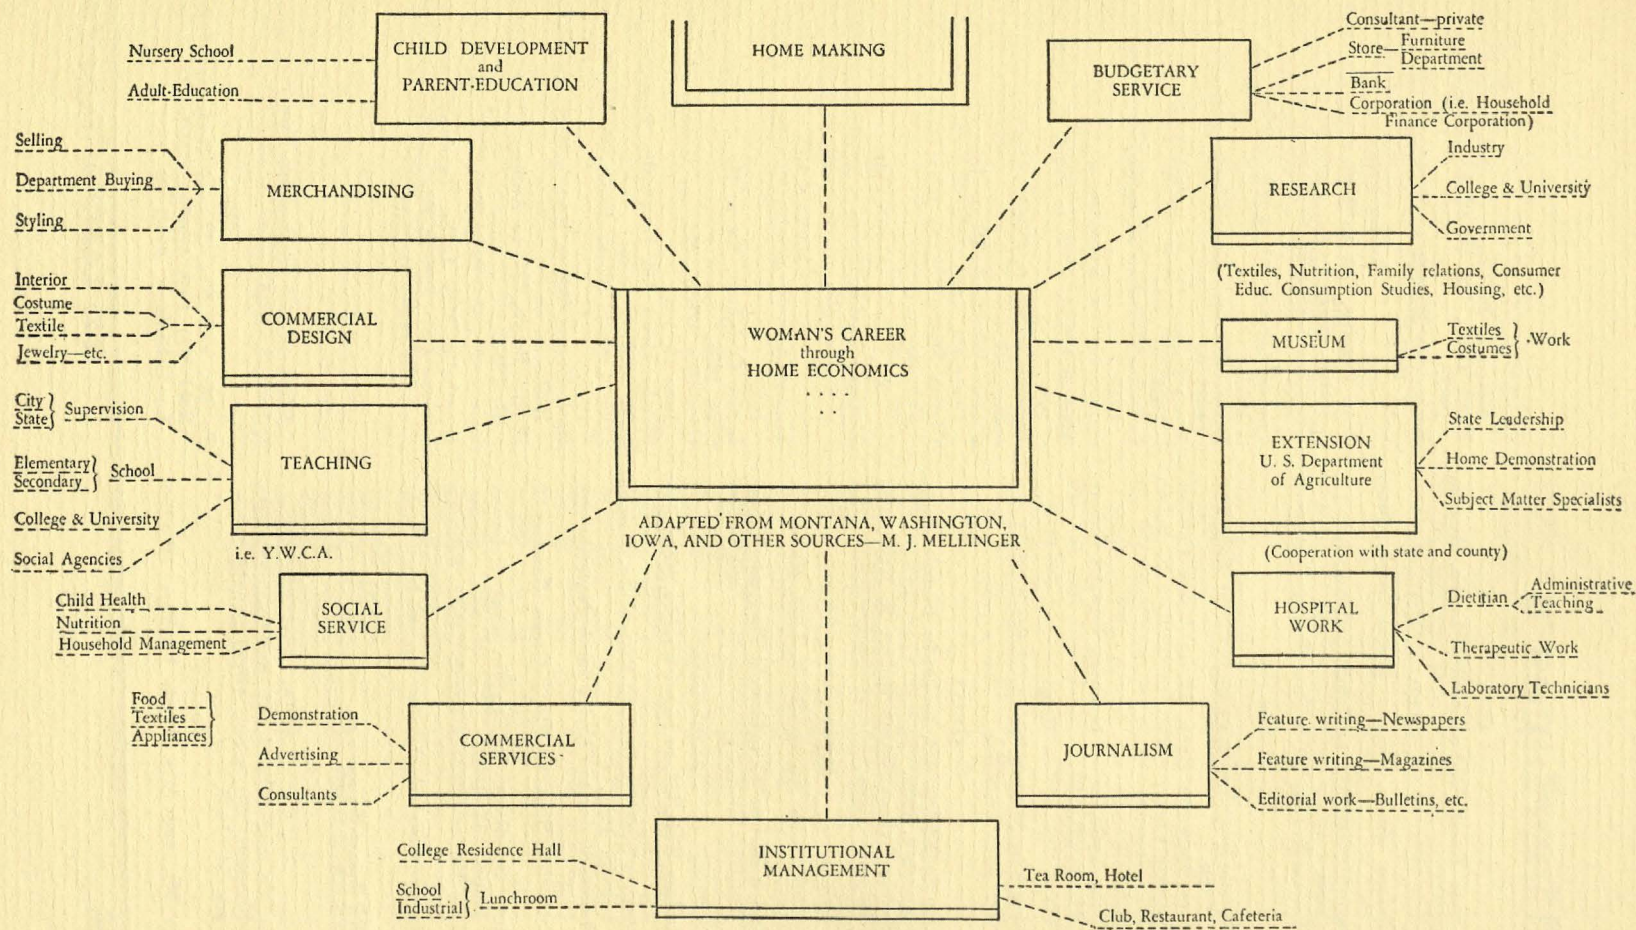 Nursery School
Adult-Education
CHILD DEVELOPMENT
and
PARENT-EDUCATION
HOME MAKING
BUDGETARY
SERVICE
Consultant—private
Store—Furniture
Department
Bank
Corporation (i.e. Household
Finance Corporation)
Selling
Department Buying
Styling
MERCHANDISING
RESEARCH
Industry
College & University
Government
(Textiles, Nutrition, Family relations, Consumer
Educ. Consumption Studies, Housing, etc.)
Interior
Costume
Textile
Jewelry—etc.
COMMERCIAL
DESIGN
WOMAN'S CAREER
through
HOME ECONOMICS
. . . .
. .
MUSEUM
Textiles
Costumes
Work
City
State
Supervision
Elementary
Secondary
School
College & University
Social Agencies
TEACHING
i.e. Y.W.C.A.
EXTENSION
U. S. Department
of Agriculture
State Leadership
Home Demonstration
Subject Matter Specialists
(Cooperation with state and county)
ADAPTED FROM MONTANA, WASHINGTON,
IOWA, AND OTHER SOURCES—M. J. MELLINGER
Child Health
Nutrition
Household Management
SOCIAL
SERVICE
HOSPITAL
WORK
Dietitian
Administrative
Teaching
Therapeutic Work
Laboratory Technicians
Food
Textiles
Appliances
Demonstration
Advertising
Consultants
COMMERCIAL
SERVICES
JOURNALISM
Feature writing—Newspapers
Feature writing—Magazines
Editorial work—Bulletins, etc.
College Residence Hall
School
Industrial
Lunchroom
INSTITUTIONAL
MANAGEMENT
Tea Room, Hotel
Club, Restaurant, Cafeteria